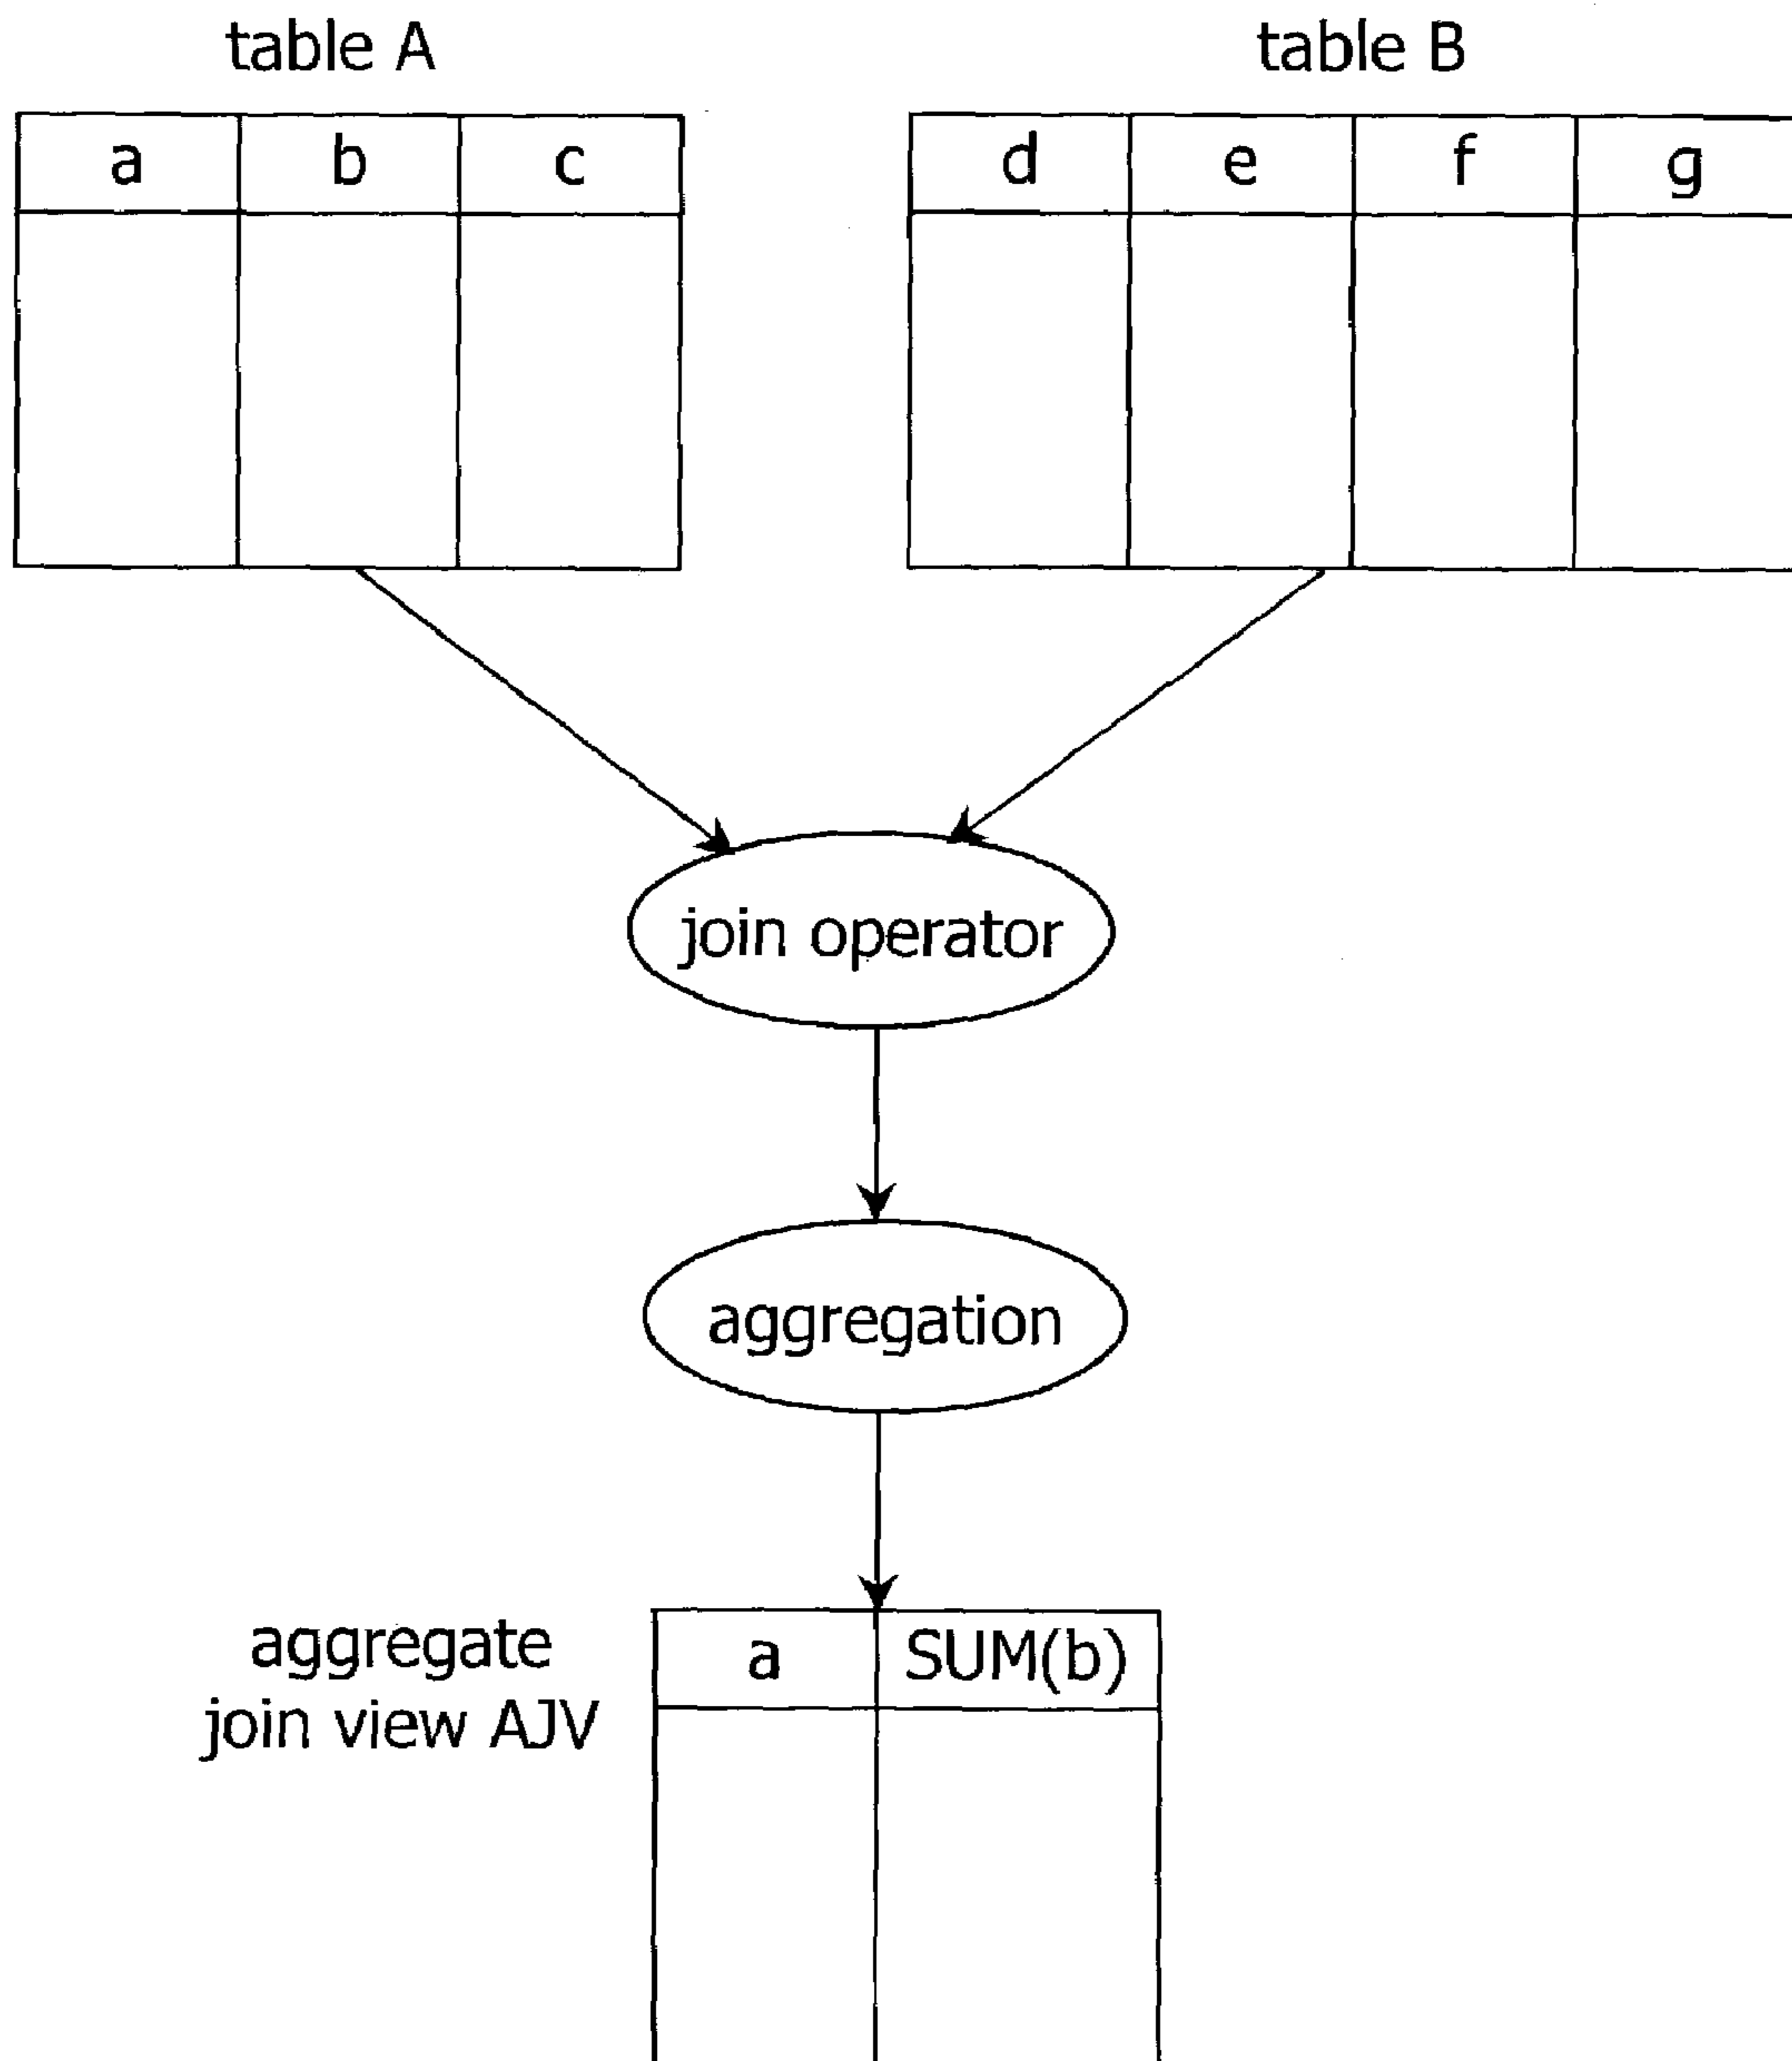 table A
table B
a b c
d e f g
join operator
aggregation
aggregate
join view AJV
a SUM(b)